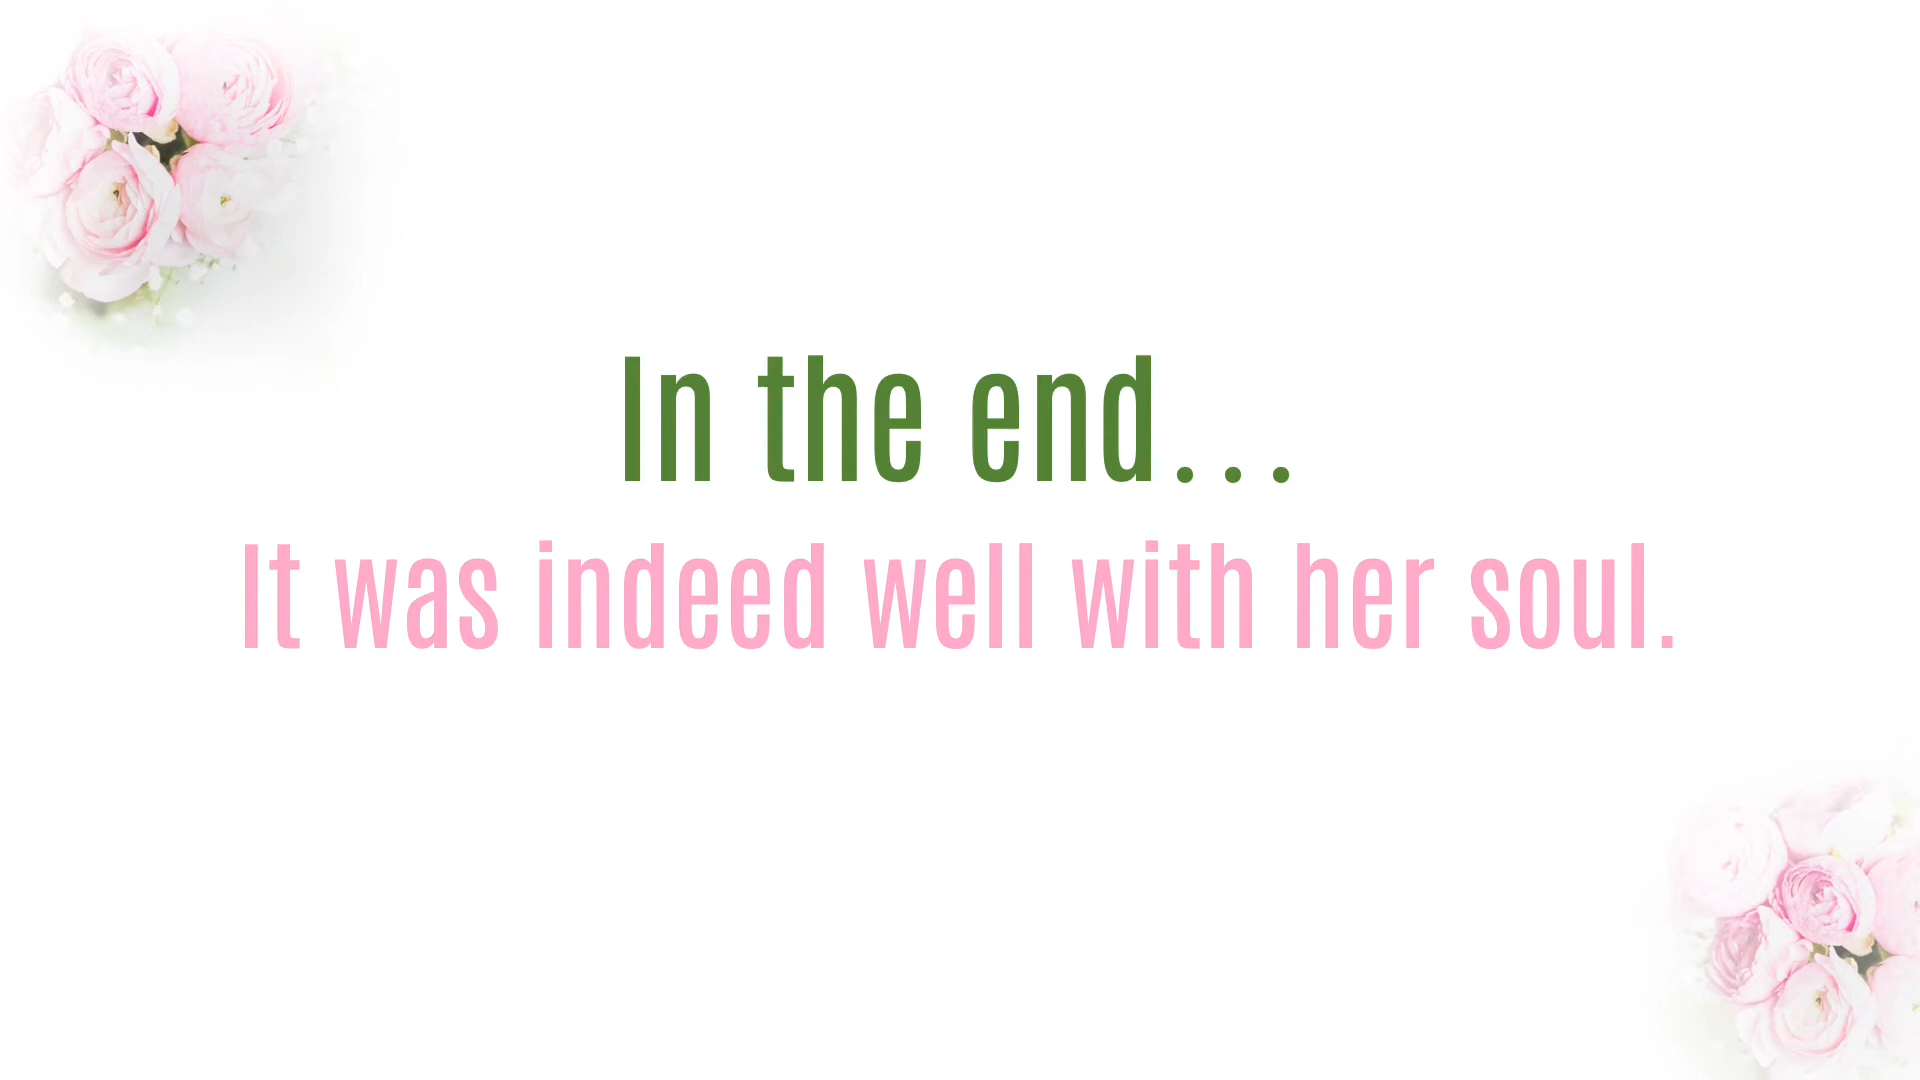 In the end...
It was indeed well with her soul.